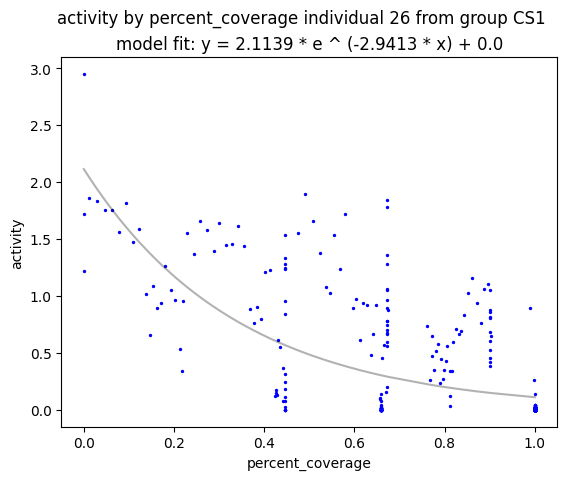 activity by percent_coverage individual 26 from group CS1
model fit: y = 2.1139 * e ^ (-2.9413 * x) + 0.0
3.0
2.5
2.0
1.5
1.0
0.5
0.0
activity
0.0 0.2 0.4 0.6 0.8 1.0
percent_coverage